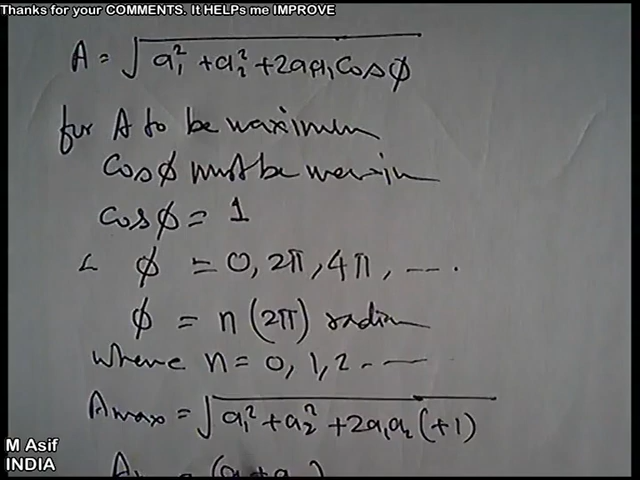 Thanks for your COMMENTS. It HELPs me IMPROVE
A = √a₁² + a₂² + 2a₁a₁ cos ϕ
for A to be maximum
Cos ϕ must be maxim
cos ϕ = 1
∠ ϕ = 0, 2π, 4π, ---- .
ϕ = n (2π) radian
where n = 0, 1, 2 - ----
Amax = √a₁² + a₂² + 2a₁a₂ (+1)
M Asif
INDIA